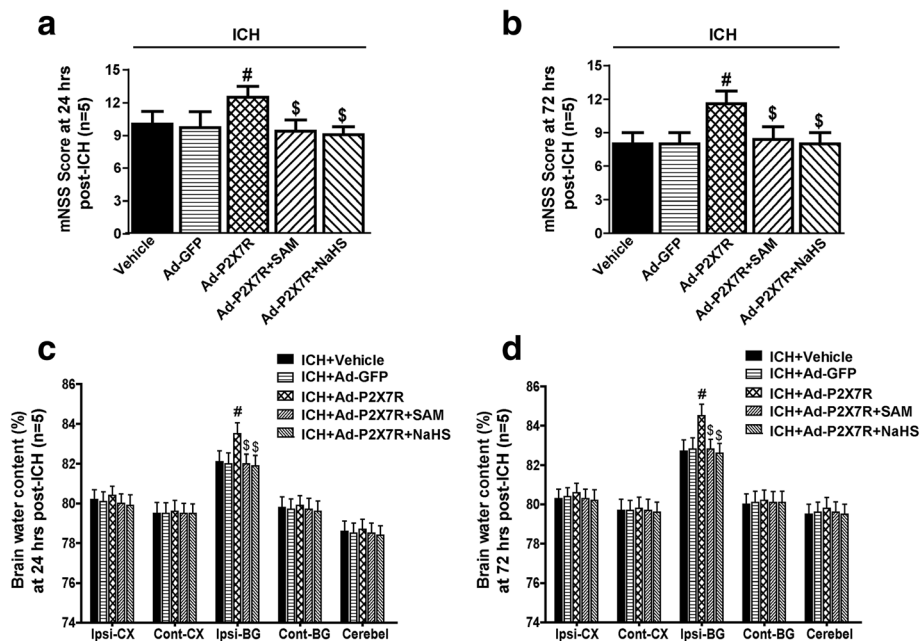 a
ICH
mNSS Score at 24 hrs
post-ICH (n=5)
15
12
9
6
3
0
#
$
$
Vehicle
Ad-GFP
Ad-P2X7R
Ad-P2X7R+SAM
Ad-P2X7R+NaHS
b
ICH
mNSS Score at 72 hrs
post-ICH (n=5)
15
12
9
6
3
0
#
$
$
Vehicle
Ad-GFP
Ad-P2X7R
Ad-P2X7R+SAM
Ad-P2X7R+NaHS
c
ICH+Vehicle
ICH+Ad-GFP
ICH+Ad-P2X7R
ICH+Ad-P2X7R+SAM
ICH+Ad-P2X7R+NaHS
Brain water content (%)
at 24 hrs post-ICH (n=5)
86
84
82
80
78
76
74
#
$ $
Ipsi-CX Cont-CX Ipsi-BG Cont-BG Cerebel
d
ICH+Vehicle
ICH+Ad-GFP
ICH+Ad-P2X7R
ICH+Ad-P2X7R+SAM
ICH+Ad-P2X7R+NaHS
Brain water content (%)
at 72 hrs post-ICH (n=5)
86
84
82
80
78
76
74
#
$ $
Ipsi-CX Cont-CX Ipsi-BG Cont-BG Cerebel